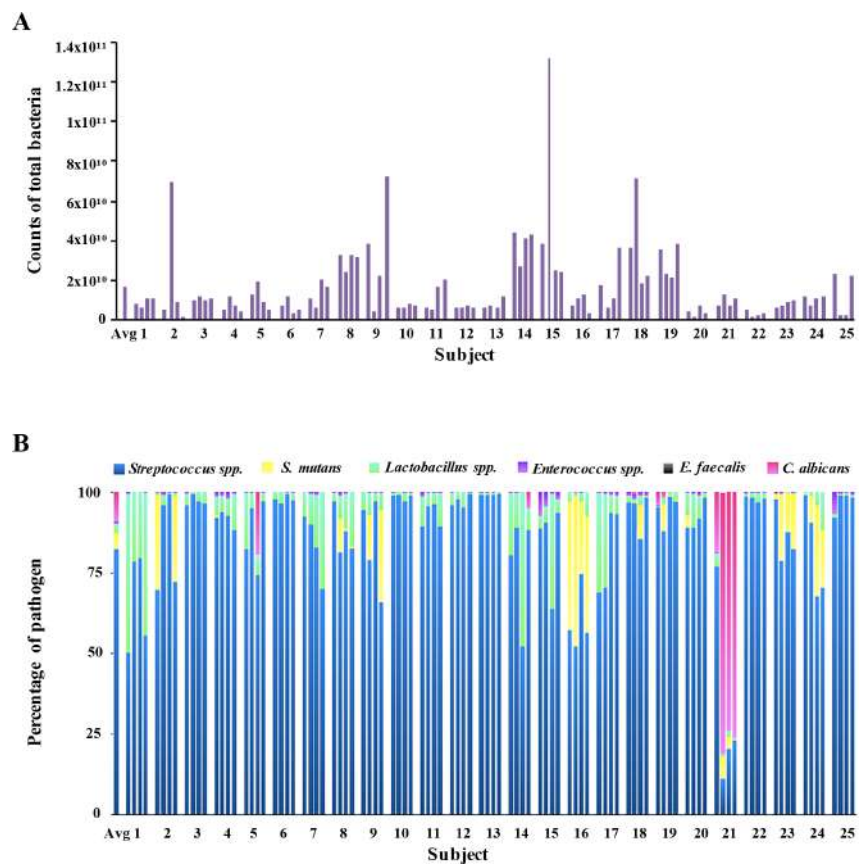 A
1.4x10¹¹
1.2x10¹¹
1x10¹¹
8x10¹⁰
6x10¹⁰
4x10¹⁰
2x10¹⁰
0
Counts of total bacteria
Avg 1 2 3 4 5 6 7 8 9 10 11 12 13 14 15 16 17 18 19 20 21 22 23 24 25
Subject
B
Streptococcus spp. S. mutans Lactobacillus spp. Enterococcus spp. E. faecalis C. albicans
100
75
50
25
0
Percentage of pathogen
Avg 1 2 3 4 5 6 7 8 9 10 11 12 13 14 15 16 17 18 19 20 21 22 23 24 25
Subject